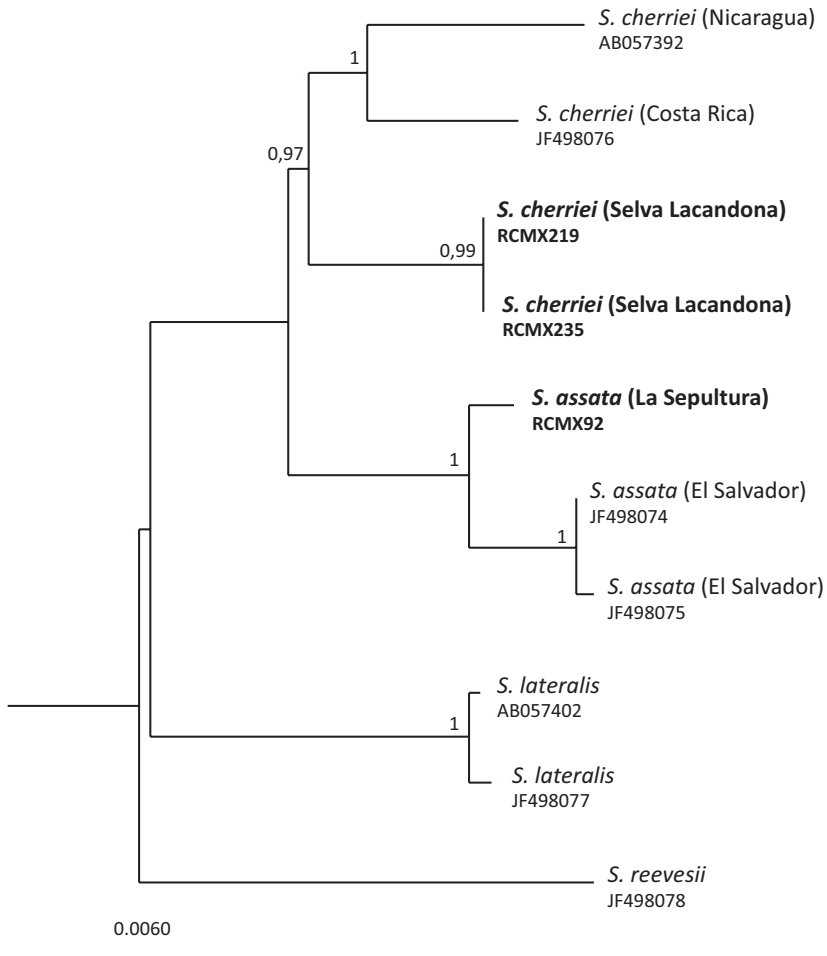 S. cherriei (Nicaragua)
AB057392
1
S. cherriei (Costa Rica)
JF498076
0,97
S. cherriei (Selva Lacandona)
RCMX219
0,99
S. cherriei (Selva Lacandona)
RCMX235
S. assata (La Sepultura)
RCMX92
1
S. assata (El Salvador)
JF498074
1
S. assata (El Salvador)
JF498075
S. lateralis
AB057402
1
S. lateralis
JF498077
S. reevesii
JF498078
0.0060